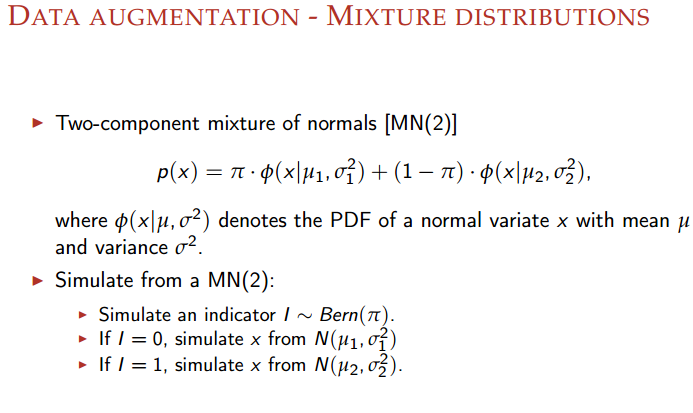 DATA AUGMENTATION - MIXTURE DISTRIBUTIONS
▶ Two-component mixture of normals [MN(2)]
p(x) = π · ϕ(x|μ₁, σ₁²) + (1 − π) · ϕ(x|μ₂, σ₂²),
where ϕ(x|μ, σ²) denotes the PDF of a normal variate x with mean μ
and variance σ².
▶ Simulate from a MN(2):
▶ Simulate an indicator I ∼ Bern(π).
▶ If I = 0, simulate x from N(μ₁, σ₁²)
▶ If I = 1, simulate x from N(μ₂, σ₂²).